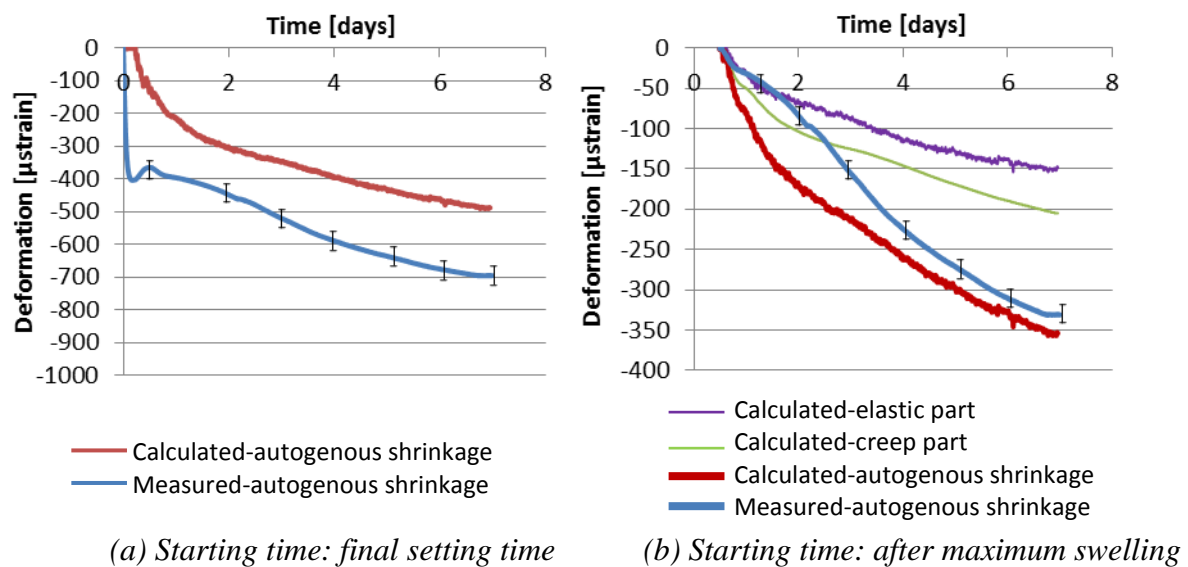 Time [days]
Deformation [µstrain]
0
-100
-200
-300
-400
-500
-600
-700
-800
-900
-1000
0 2 4 6 8
Calculated-autogenous shrinkage
Measured-autogenous shrinkage
(a) Starting time: final setting time
Time [days]
Deformation [µstrain]
0
-50
-100
-150
-200
-250
-300
-350
-400
0 2 4 6 8
Calculated-elastic part
Calculated-creep part
Calculated-autogenous shrinkage
Measured-autogenous shrinkage
(b) Starting time: after maximum swelling